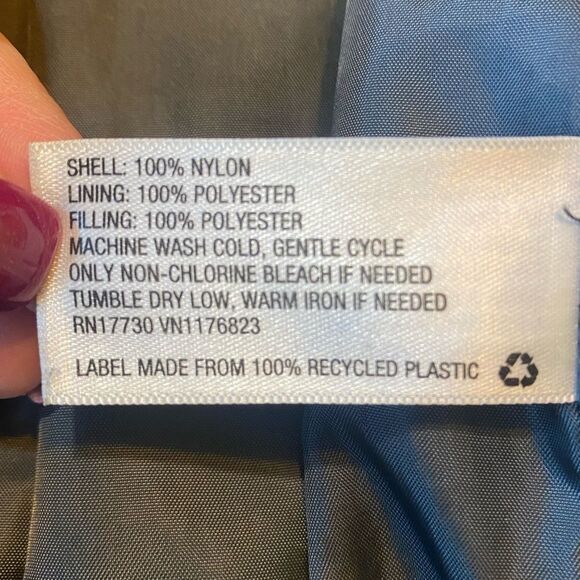 SHELL: 100% NYLON
LINING: 100% POLYESTER
FILLING: 100% POLYESTER
MACHINE WASH COLD, GENTLE CYCLE
ONLY NON-CHLORINE BLEACH IF NEEDED
TUMBLE DRY LOW, WARM IRON IF NEEDED
RN17730 VN1176823
LABEL MADE FROM 100% RECYCLED PLASTIC